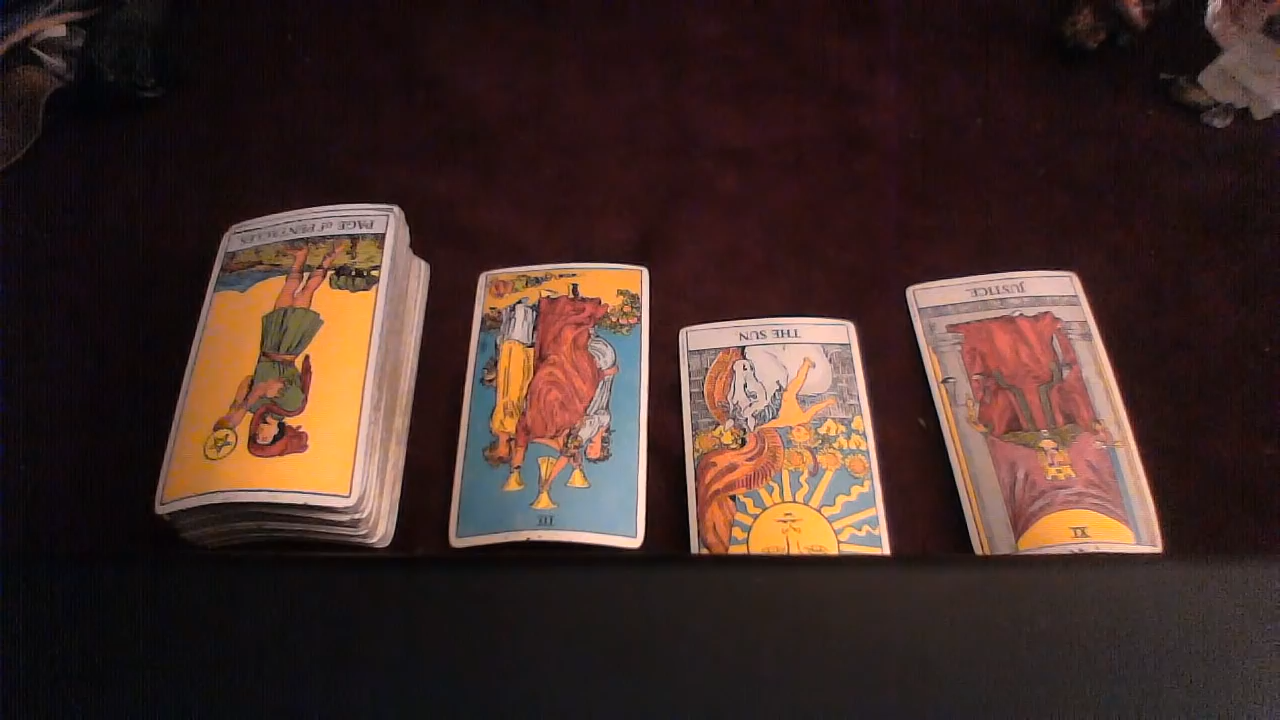 PAGE of PENTACLES
III
THE SUN
JUSTICE
XI